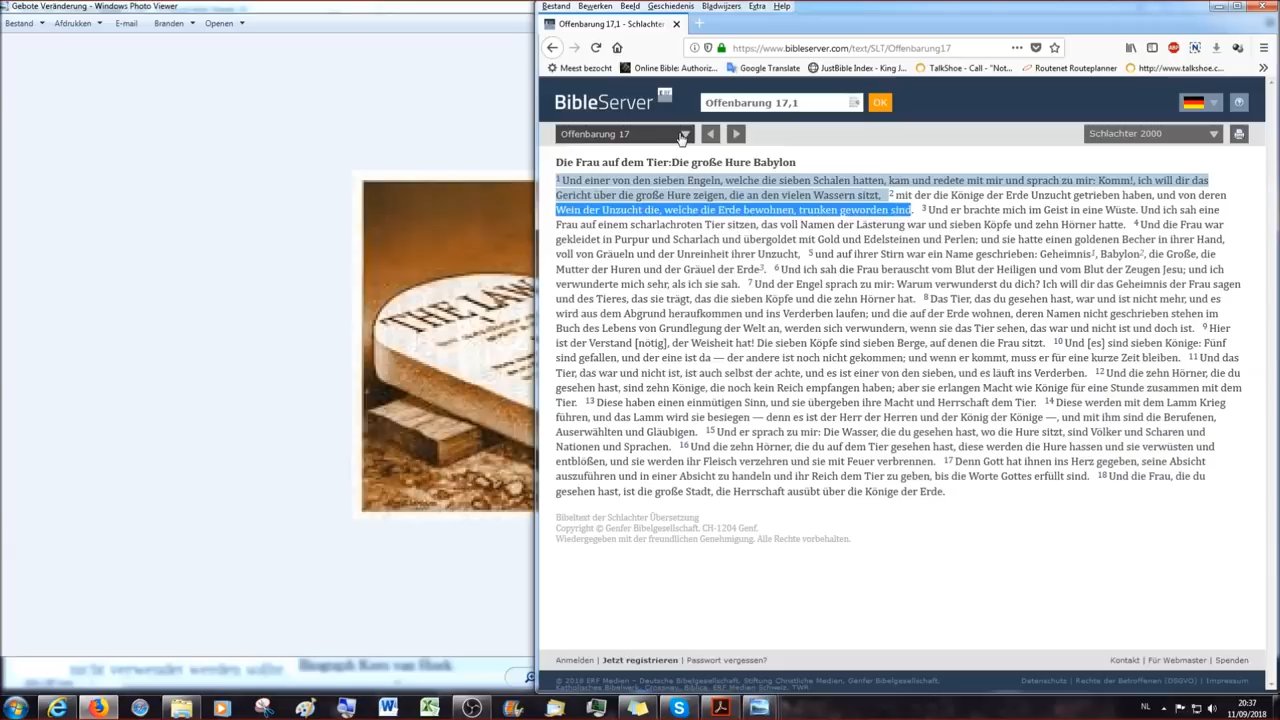 Gebote Veränderung - Windows Photo Viewer
Bestand Afdrukken E-mail Branden Openen
THE LA
Bestand Bewerken Beeld Geschiedenis Bladwijzers Extra Help
Offenbarung 17,1 - Schlachter
https://www.bibleserver.com/text/SLT/Offenbarung17
Meest bezocht Online Bible: Authoriz... Google Translate JustBible Index - King J... TalkShoe - Call - "Not... Routenet Routeplanner... http://www.talkshoe.c...
BibleServer ERF Offenbarung 17,1 OK
Offenbarung 17 Schlachter 2000
Die Frau auf dem Tier:Die große Hure Babylon
1 Und einer von den sieben Engeln, welche die sieben Schalen hatten, kam und redete mit mir und sprach zu mir: Komm!, ich will dir das
Gericht über die große Hure zeigen, die an den vielen Wassern sitzt, 2 mit der die Könige der Erde Unzucht getrieben haben, und von deren
Wein der Unzucht die, welche die Erde bewohnen, trunken geworden sind. 3 Und er brachte mich im Geist in eine Wüste. Und ich sah eine
Frau auf einem scharlachroten Tier sitzen, das voll Namen der Lästerung war und sieben Köpfe und zehn Hörner hatte. 4 Und die Frau war
gekleidet in Purpur und Scharlach und übergoldet mit Gold und Edelsteinen und Perlen; und sie hatte einen goldenen Becher in ihrer Hand,
voll von Gräueln und der Unreinheit ihrer Unzucht, 5 und auf ihrer Stirn war ein Name geschrieben: Geheimnis1, Babylon2, die Große, die
Mutter der Huren und der Gräuel der Erde3. 6 Und ich sah die Frau berauscht vom Blut der Heiligen und vom Blut der Zeugen Jesu; und ich
verwunderte mich sehr, als ich sie sah. 7 Und der Engel sprach zu mir: Warum verwunderst du dich? Ich will dir das Geheimnis der Frau sagen
und des Tieres, das sie trägt, das die sieben Köpfe und die zehn Hörner hat. 8 Das Tier, das du gesehen hast, war und ist nicht mehr, und es
wird aus dem Abgrund heraufkommen und ins Verderben laufen; und die auf der Erde wohnen, deren Namen nicht geschrieben stehen im
Buch des Lebens von Grundlegung der Welt an, werden sich verwundern, wenn sie das Tier sehen, das war und nicht ist und doch ist. 9 Hier
ist der Verstand [nötig], der Weisheit hat! Die sieben Köpfe sind sieben Berge, auf denen die Frau sitzt. 10 Und [es] sind sieben Könige: Fünf
sind gefallen, und der eine ist da — der andere ist noch nicht gekommen; und wenn er kommt, muss er für eine kurze Zeit bleiben. 11 Und das
Tier, das war und nicht ist, ist auch selbst der achte, und es ist einer von den sieben, und es läuft ins Verderben. 12 Und die zehn Hörner, die du
gesehen hast, sind zehn Könige, die noch kein Reich empfangen haben; aber sie erlangen Macht wie Könige für eine Stunde zusammen mit dem
Tier. 13 Diese haben einen einmütigen Sinn, und sie übergeben ihre Macht und Herrschaft dem Tier. 14 Diese werden mit dem Lamm Krieg
führen, und das Lamm wird sie besiegen — denn es ist der Herr der Herren und der König der Könige —, und mit ihm sind die Berufenen,
Auserwählten und Gläubigen. 15 Und er sprach zu mir: Die Wasser, die du gesehen hast, wo die Hure sitzt, sind Völker und Scharen und
Nationen und Sprachen. 16 Und die zehn Hörner, die du auf dem Tier gesehen hast, diese werden die Hure hassen und sie verwüsten und
entblößen, und sie werden ihr Fleisch verzehren und sie mit Feuer verbrennen. 17 Denn Gott hat ihnen ins Herz gegeben, seine Absicht
auszuführen und in einer Absicht zu handeln und ihr Reich dem Tier zu geben, bis die Worte Gottes erfüllt sind. 18 Und die Frau, die du
gesehen hast, ist die große Stadt, die Herrschaft ausübt über die Könige der Erde.
Bibeltext der Schlachter Übersetzung
Copyright © Genfer Bibelgesellschaft, CH-1204 Genf.
Wiedergegeben mit der freundlichen Genehmigung. Alle Rechte vorbehalten.
Anmelden | Jetzt registrieren | Passwort vergessen? Kontakt | Für Webmaster | Spenden
© 2018 ERF Medien - Deutsche Bibelgesellschaft, Stiftung Christliche Medien, Genfer Bibelgesellschaft, Datenschutz | Rechtevergaben (DSGVO) | Impressum
Katholisches Bibelwerk, Crossnav, Biblica, ERF Medien Schweiz, TWR
NL 20:37
11/09/2018